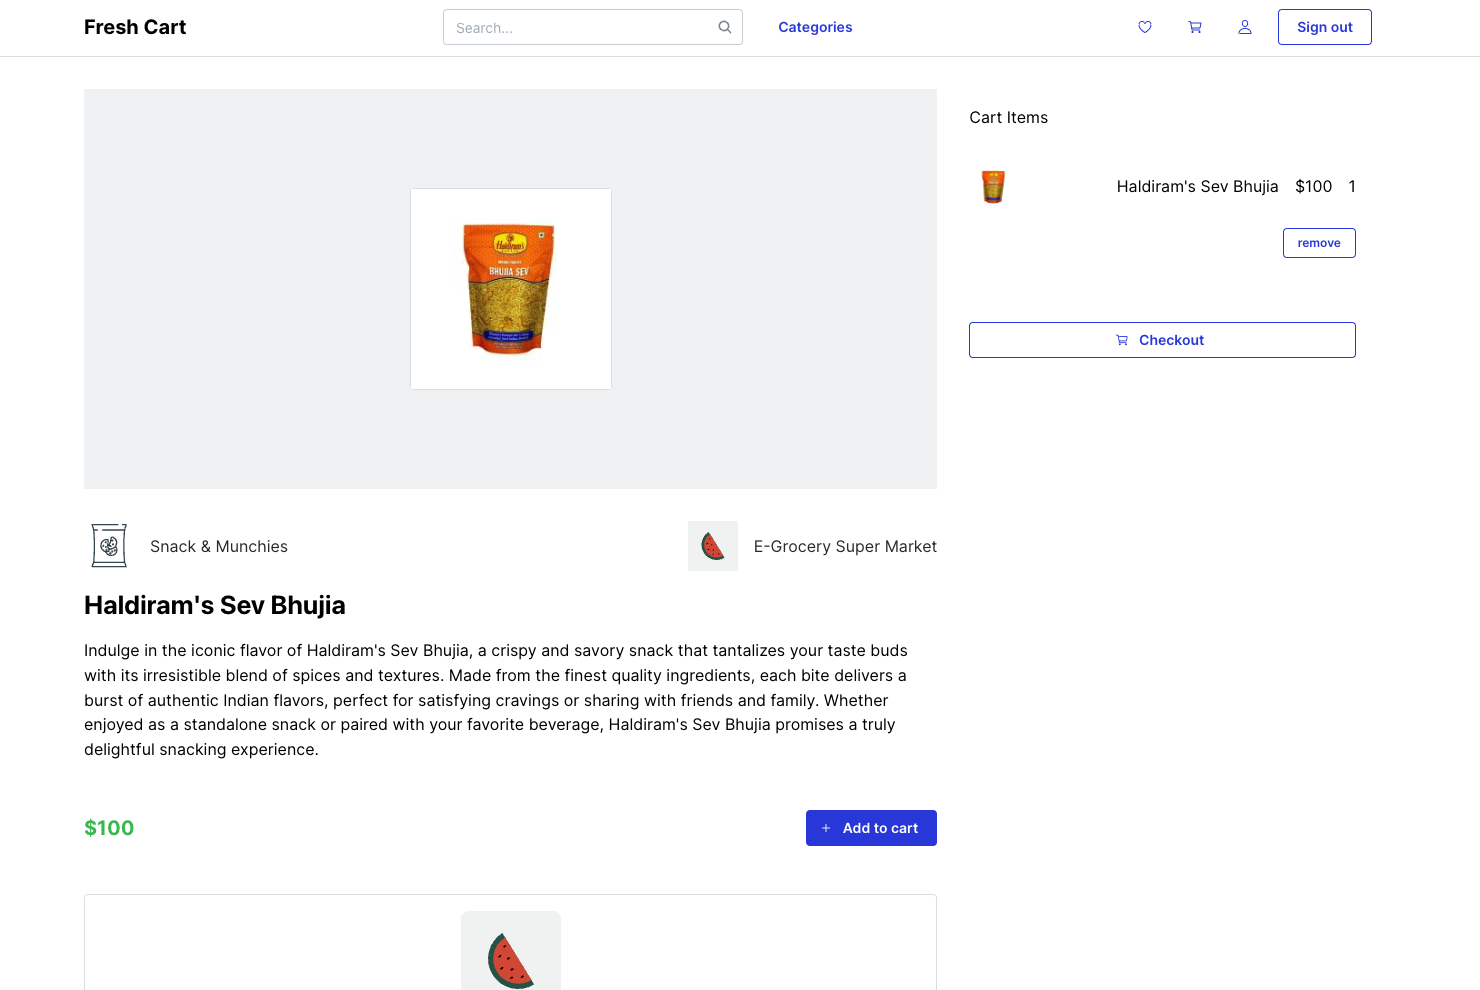 Fresh Cart
Search...
Categories
Sign out
Haldiram's
BHUJIA SEV
Cart Items
Haldiram's Sev Bhujia $100 1
remove
Checkout
Snack & Munchies
E-Grocery Super Market
Haldiram's Sev Bhujia
Indulge in the iconic flavor of Haldiram's Sev Bhujia, a crispy and savory snack that tantalizes your taste buds
with its irresistible blend of spices and textures. Made from the finest quality ingredients, each bite delivers a
burst of authentic Indian flavors, perfect for satisfying cravings or sharing with friends and family. Whether
enjoyed as a standalone snack or paired with your favorite beverage, Haldiram's Sev Bhujia promises a truly
delightful snacking experience.
$100
+ Add to cart